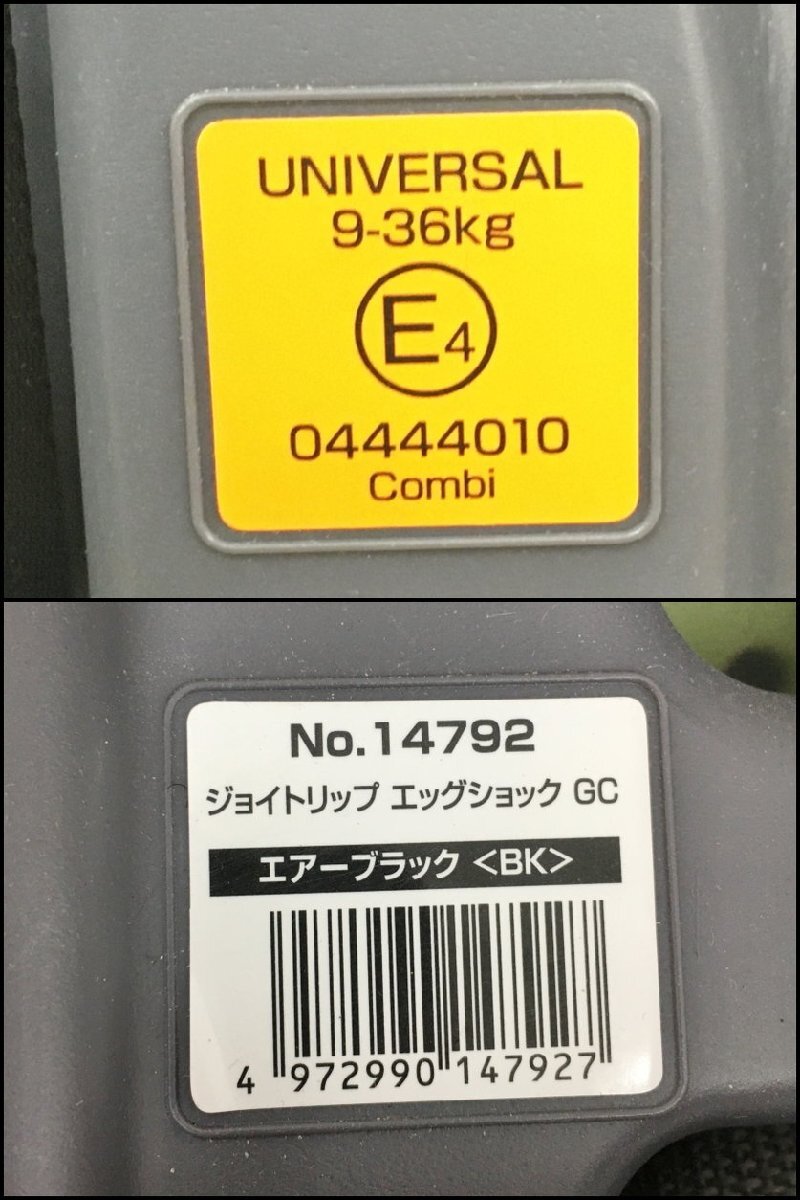 UNIVERSAL
9-36kg
E4
04444010
Combi
No.14792
ジョイトリップ エッグショック GC
エアーブラック <BK>
4 972990 147927